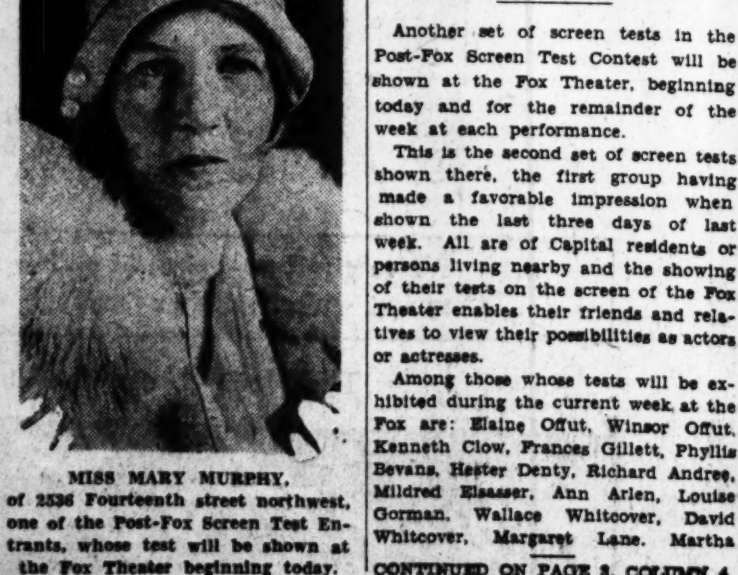 MISS MARY MURPHY,
of 2536 Fourteenth street northwest,
one of the Post-Fox Screen Test En-
trants, whose test will be shown at
the Fox Theater beginning today.
Another set of screen tests in the
Post-Fox Screen Test Contest will be
shown at the Fox Theater, beginning
today and for the remainder of the
week at each performance.
This is the second set of screen tests
shown there, the first group having
made a favorable impression when
shown the last three days of last
week. All are of Capital residents or
persons living nearby and the showing
of their tests on the screen of the Fox
Theater enables their friends and rela-
tives to view their possibilities as actors
or actresses.
Among those whose tests will be ex-
hibited during the current week at the
Fox are: Elaine Offut, Winsor Offut,
Kenneth Clow, Frances Gillett, Phyllis
Bevans, Hester Denty, Richard Andree,
Mildred Elsasser, Ann Arlen, Louise
Gorman, Wallace Whitcover, David
Whitcover, Margaret Lane, Martha
CONTINUED ON PAGE 3, COLUMN 4